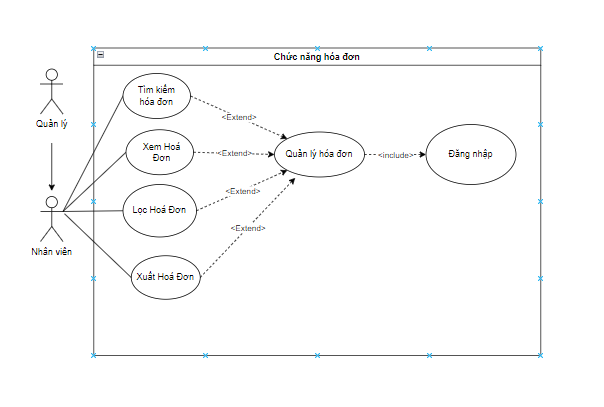 Chức năng hóa đơn
Tìm kiếm
hóa đơn
<Extend>
Quản lý
Xem Hoá
Đơn
<Extend>
Quản lý hóa đơn
<include>
Đăng nhập
<Extend>
Lọc Hoá Đơn
<Extend>
Nhân viên
Xuất Hoá Đơn